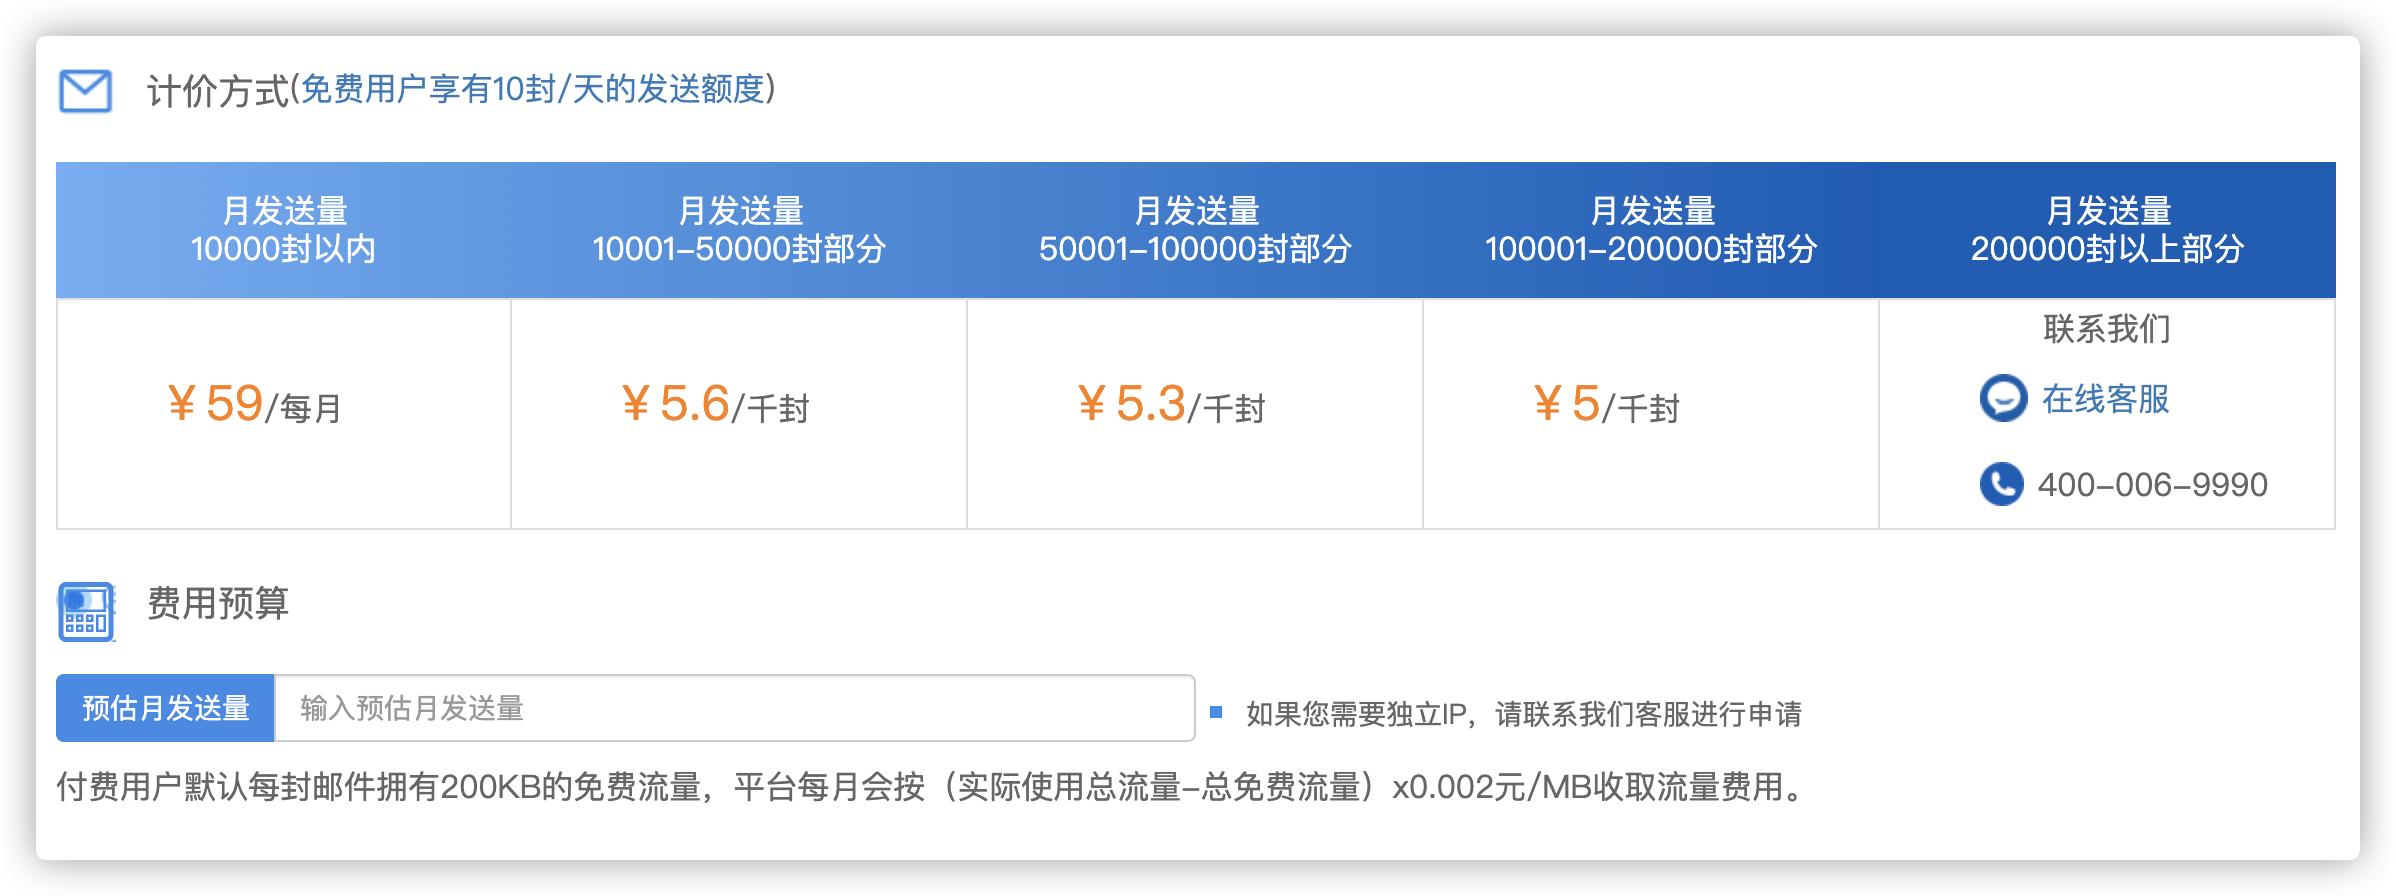 计价方式(免费用户享有10封/天的发送额度)
月发送量
10000封以内
月发送量
10001-50000封部分
月发送量
50001-100000封部分
月发送量
100001-200000封部分
月发送量
200000封以上部分
¥ 59/每月
¥ 5.6/千封
¥ 5.3/千封
¥ 5/千封
联系我们
在线客服
400-006-9990
费用预算
预估月发送量
输入预估月发送量
如果您需要独立IP，请联系我们客服进行申请
付费用户默认每封邮件拥有200KB的免费流量，平台每月会按（实际使用总流量-总免费流量）x0.002元/MB收取流量费用。